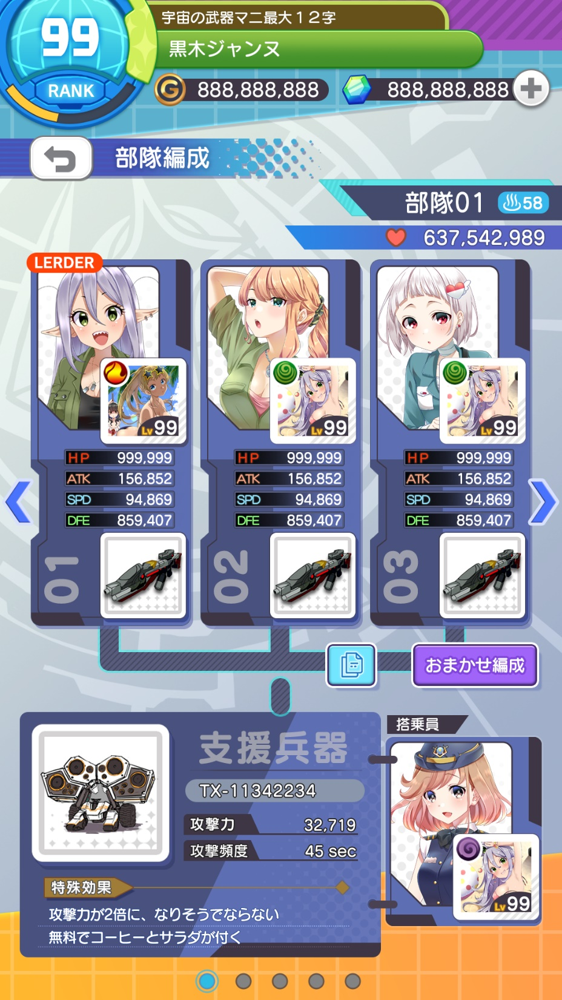 99
RANK
宇宙の武器マニ最大１２字
黒木ジャンヌ
G 888,888,888
888,888,888
部隊編成
部隊01
58
637,542,989
LERDER
Lv99
HP 999,999
ATK 156,852
SPD 94,869
DFE 859,407
01
Lv99
HP 999,999
ATK 156,852
SPD 94,869
DFE 859,407
02
Lv99
HP 999,999
ATK 156,852
SPD 94,869
DFE 859,407
03
おまかせ編成
支援兵器
TX-11342234
攻撃力 32,719
攻撃頻度 45 sec
特殊効果
攻撃力が2倍に、なりそうでならない
無料でコーヒーとサラダが付く
搭乗員
Lv99